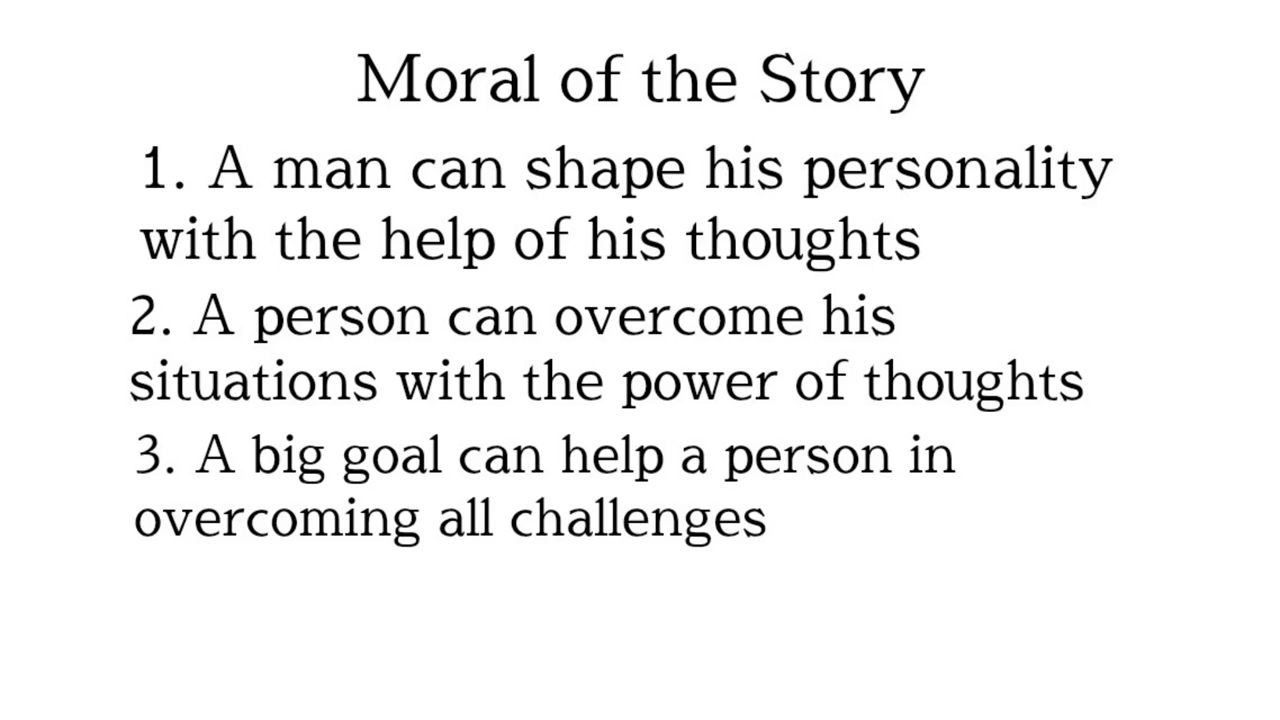 Moral of the Story
1. A man can shape his personality
with the help of his thoughts
2. A person can overcome his
situations with the power of thoughts
3. A big goal can help a person in
overcoming all challenges